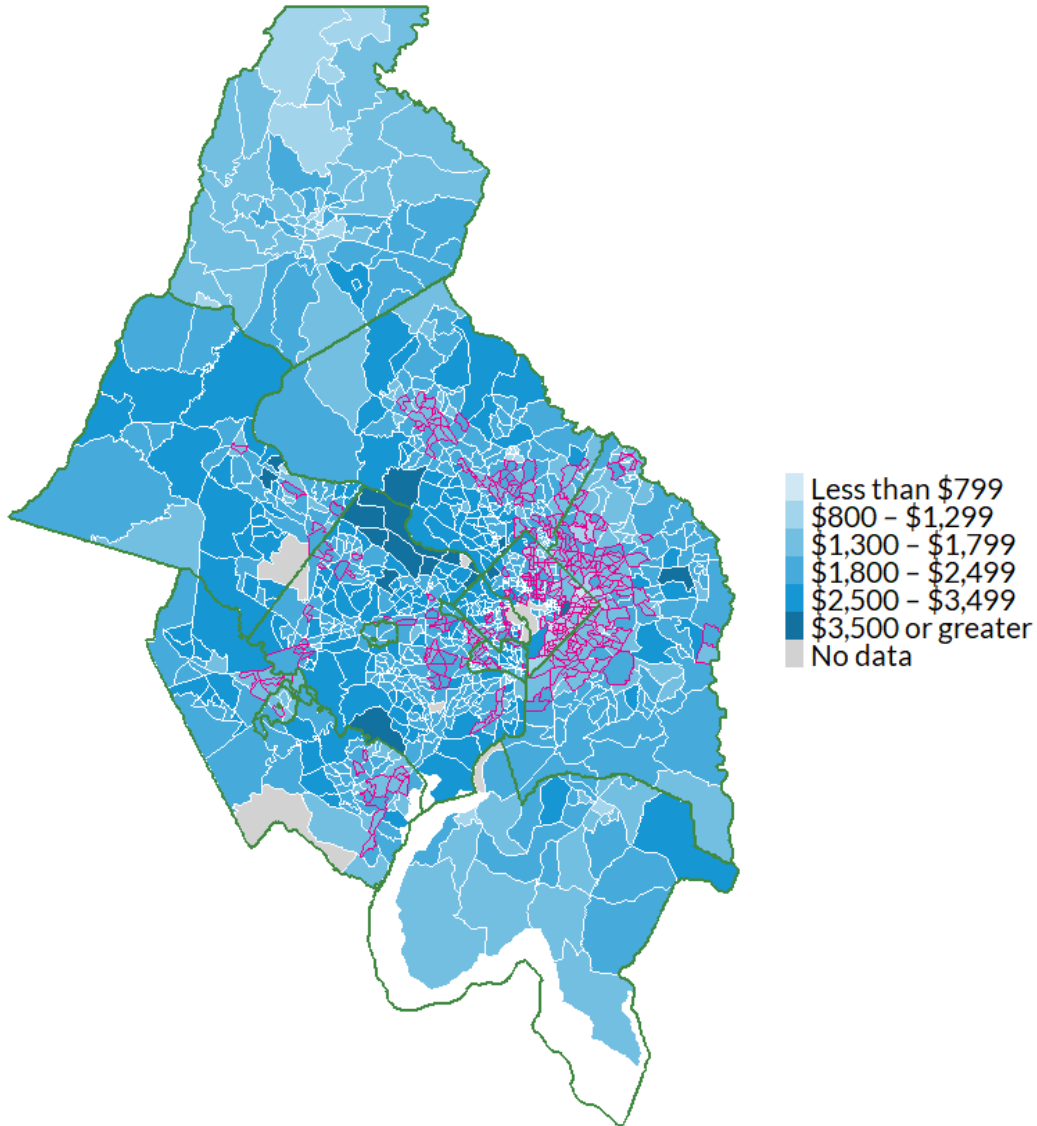 Less than $799
$800 – $1,299
$1,300 – $1,799
$1,800 – $2,499
$2,500 – $3,499
$3,500 or greater
No data